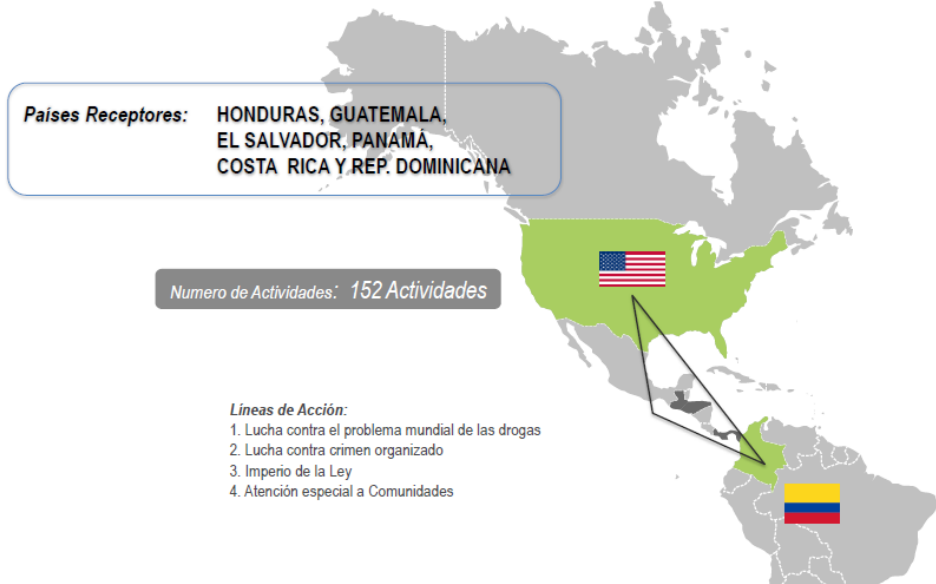 Países Receptores: HONDURAS, GUATEMALA,
EL SALVADOR, PANAMÁ,
COSTA RICA Y REP. DOMINICANA
Numero de Actividades: 152 Actividades
Líneas de Acción:
1. Lucha contra el problema mundial de las drogas
2. Lucha contra crimen organizado
3. Imperio de la Ley
4. Atención especial a Comunidades